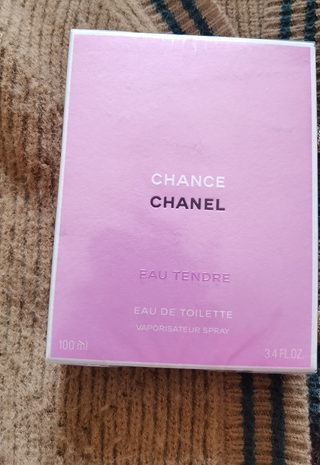 CHANCE
CHANEL
EAU TENDRE
EAU DE TOILETTE
VAPORISATEUR SPRAY
100 ml
3.4 FL.OZ.